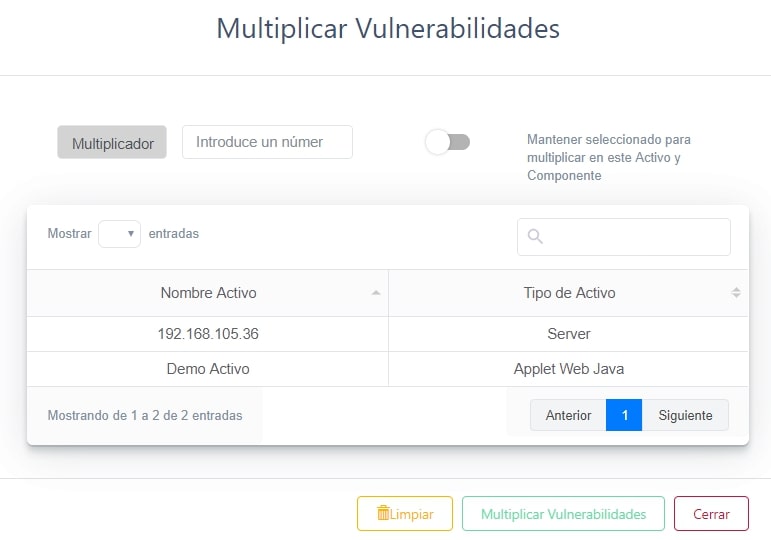 Multiplicar Vulnerabilidades
Multiplicador
Introduce un númer
Mantener seleccionado para
multiplicar en este Activo y
Componente
Mostrar entradas
Nombre Activo Tipo de Activo
192.168.105.36 Server
Demo Activo Applet Web Java
Mostrando de 1 a 2 de 2 entradas
Anterior 1 Siguiente
Limpiar Multiplicar Vulnerabilidades Cerrar